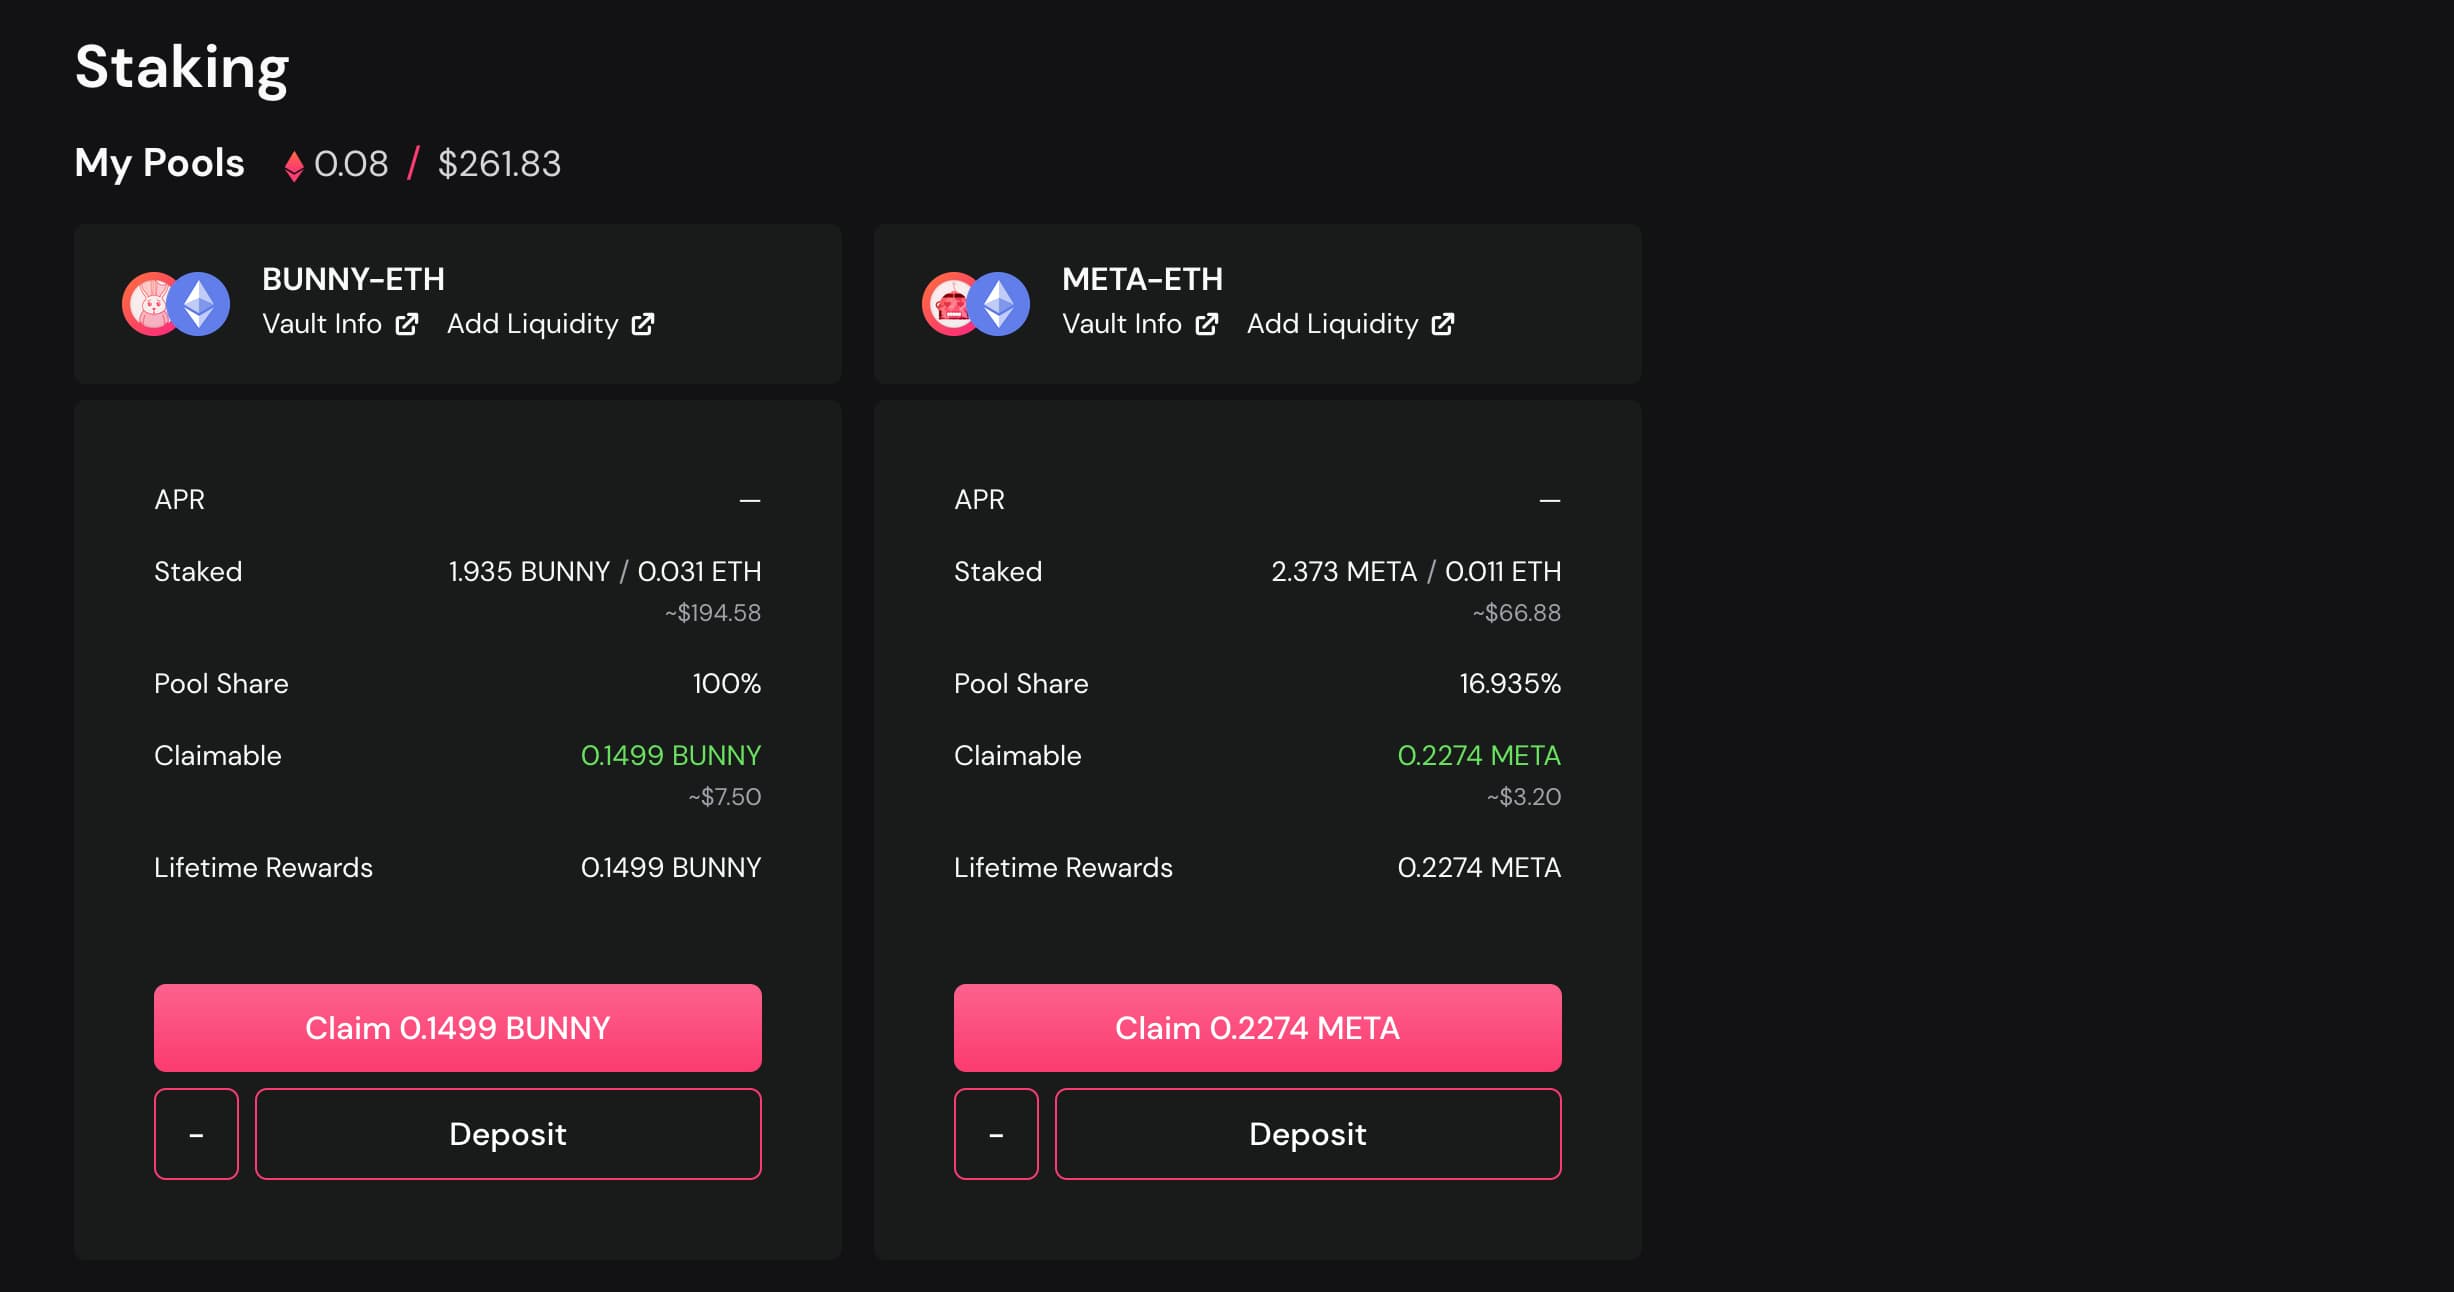 Staking
My Pools 0.08 / $261.83
BUNNY-ETH
Vault Info Add Liquidity
APR —
Staked 1.935 BUNNY / 0.031 ETH
~$194.58
Pool Share 100%
Claimable 0.1499 BUNNY
~$7.50
Lifetime Rewards 0.1499 BUNNY
Claim 0.1499 BUNNY
- Deposit
META-ETH
Vault Info Add Liquidity
APR —
Staked 2.373 META / 0.011 ETH
~$66.88
Pool Share 16.935%
Claimable 0.2274 META
~$3.20
Lifetime Rewards 0.2274 META
Claim 0.2274 META
- Deposit